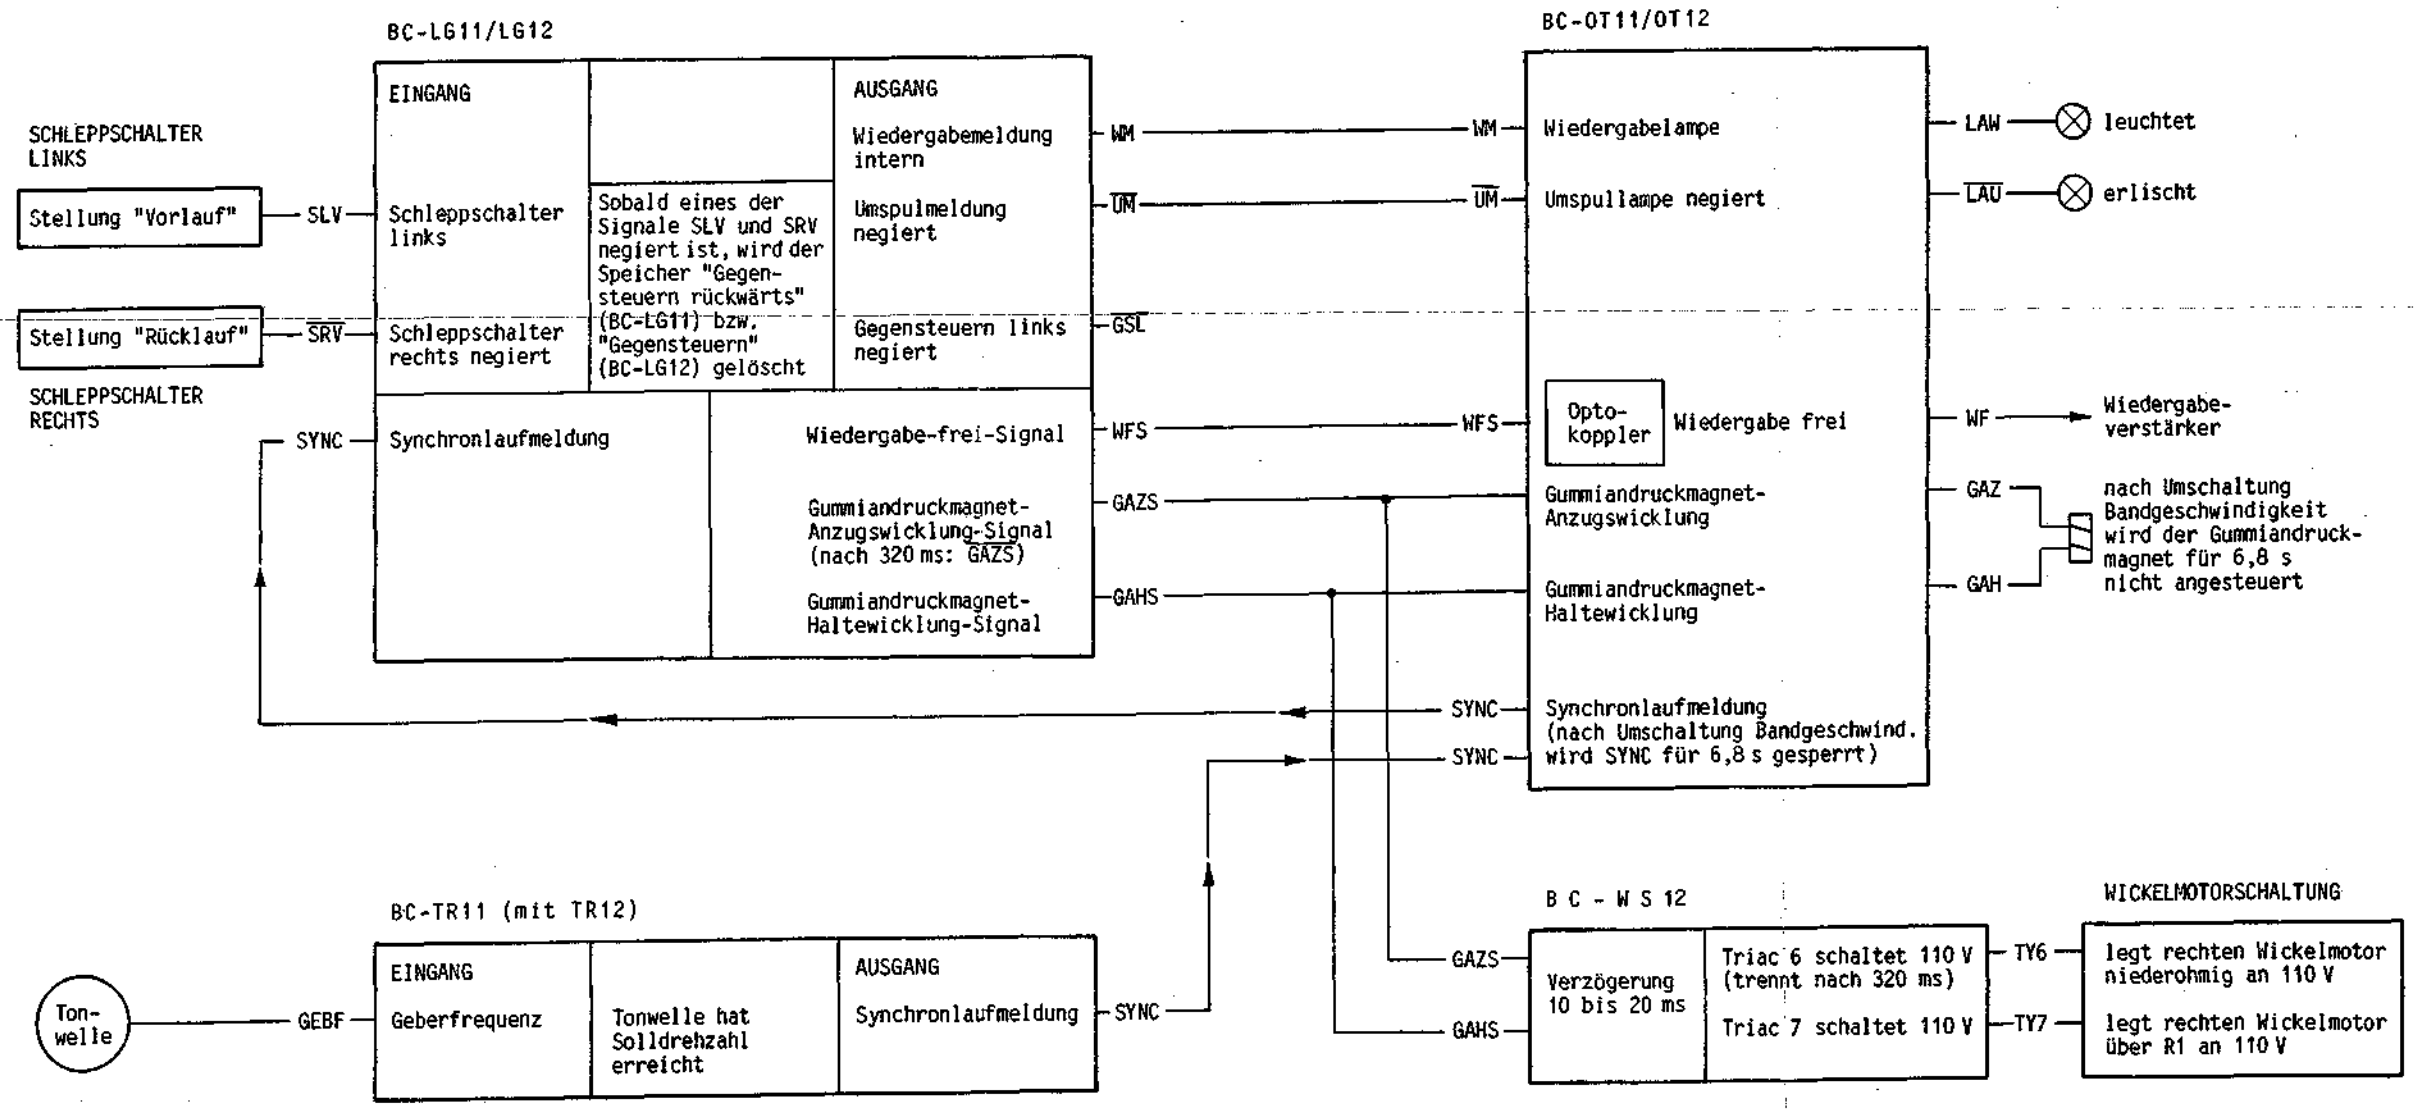 BC-LG11/LG12
BC-OT11/OT12
SCHLEPPSCHALTER
LINKS
Stellung "Vorlauf"
SLV
Stellung "Rücklauf"
S̅R̅V̅
SCHLEPPSCHALTER
RECHTS
SYNC
EINGANG
Schleppschalter
links
Schleppschalter
rechts negiert
Sobald eines der
Signale SLV und SRV
negiert ist, wird der
Speicher "Gegen-
steuern rückwärts"
(BC-LG11) bzw.
"Gegensteuern"
(BC-LG12) gelöscht
AUSGANG
Wiedergabemeldung
intern
Umspulmeldung
negiert
Gegensteuern links
negiert
Synchronlaufmeldung
Wiedergabe-frei-Signal
Gummiandruckmagnet-
Anzugswicklung-Signal
(nach 320 ms: G̅A̅Z̅S̅)
Gummiandruckmagnet-
Haltewicklung-Signal
WM
U̅M̅
G̅S̅L̅
WFS
GAZS
GAHS
WM
U̅M̅
WFS
SYNC
SYNC
Wiedergabelampe
Umspullampe negiert
Opto-
koppler
Wiedergabe frei
Gummiandruckmagnet-
Anzugswicklung
Gummiandruckmagnet-
Haltewicklung
Synchronlaufmeldung
(nach Umschaltung Bandgeschwind.
wird SYNC für 6,8 s gesperrt)
LAW
leuchtet
L̅A̅U̅
erlischt
WF
Wiedergabe-
verstärker
GAZ
GAH
nach Umschaltung
Bandgeschwindigkeit
wird der Gummiandruck-
magnet für 6,8 s
nicht angesteuert
BC-TR11 (mit TR12)
Ton-
welle
GEBF
EINGANG
Geberfrequenz
Tonwelle hat
Solldrehzahl
erreicht
AUSGANG
Synchronlaufmeldung
SYNC
BC-WS12
GAZS
GAHS
Verzögerung
10 bis 20 ms
Triac 6 schaltet 110 V
(trennt nach 320 ms)
Triac 7 schaltet 110 V
TY6
TY7
WICKELMOTORSCHALTUNG
legt rechten Wickelmotor
niederohmig an 110 V
legt rechten Wickelmotor
über R1 an 110 V